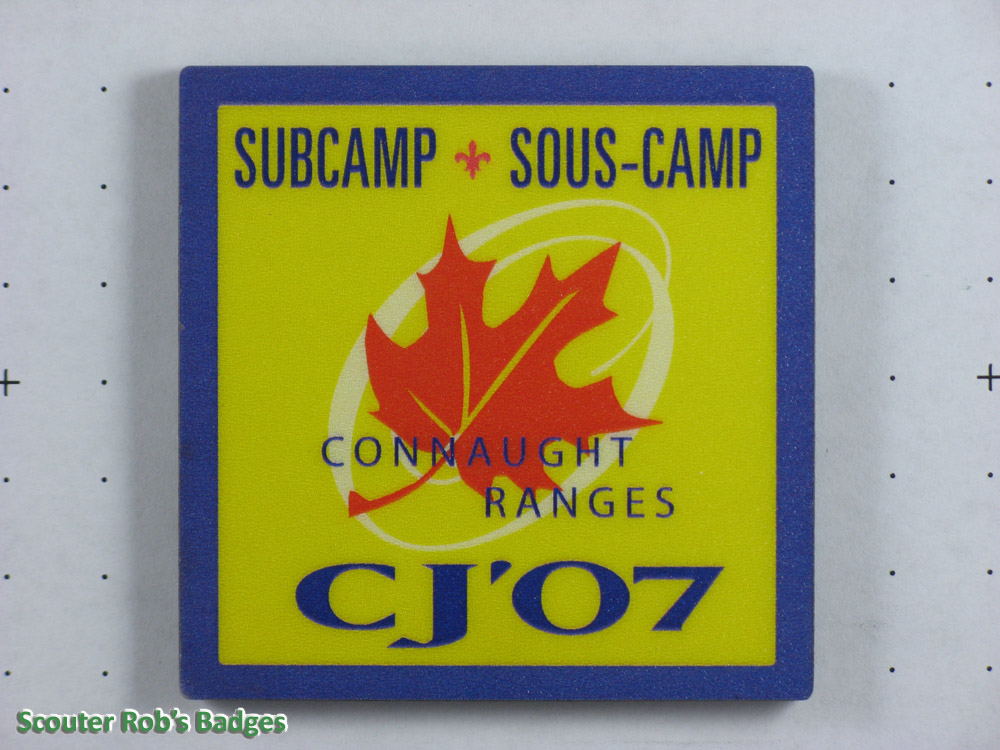 SUBCAMP ⚜ SOUS-CAMP
CONNAUGHT
RANGES
CJ'07
Scouter Rob's Badges